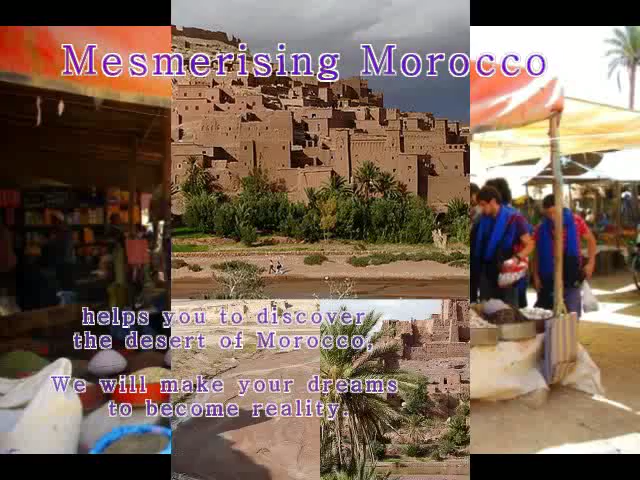 Mesmerising Morocco
helps you to discover
the desert of Morocco.
We will make your dreams
to become reality.